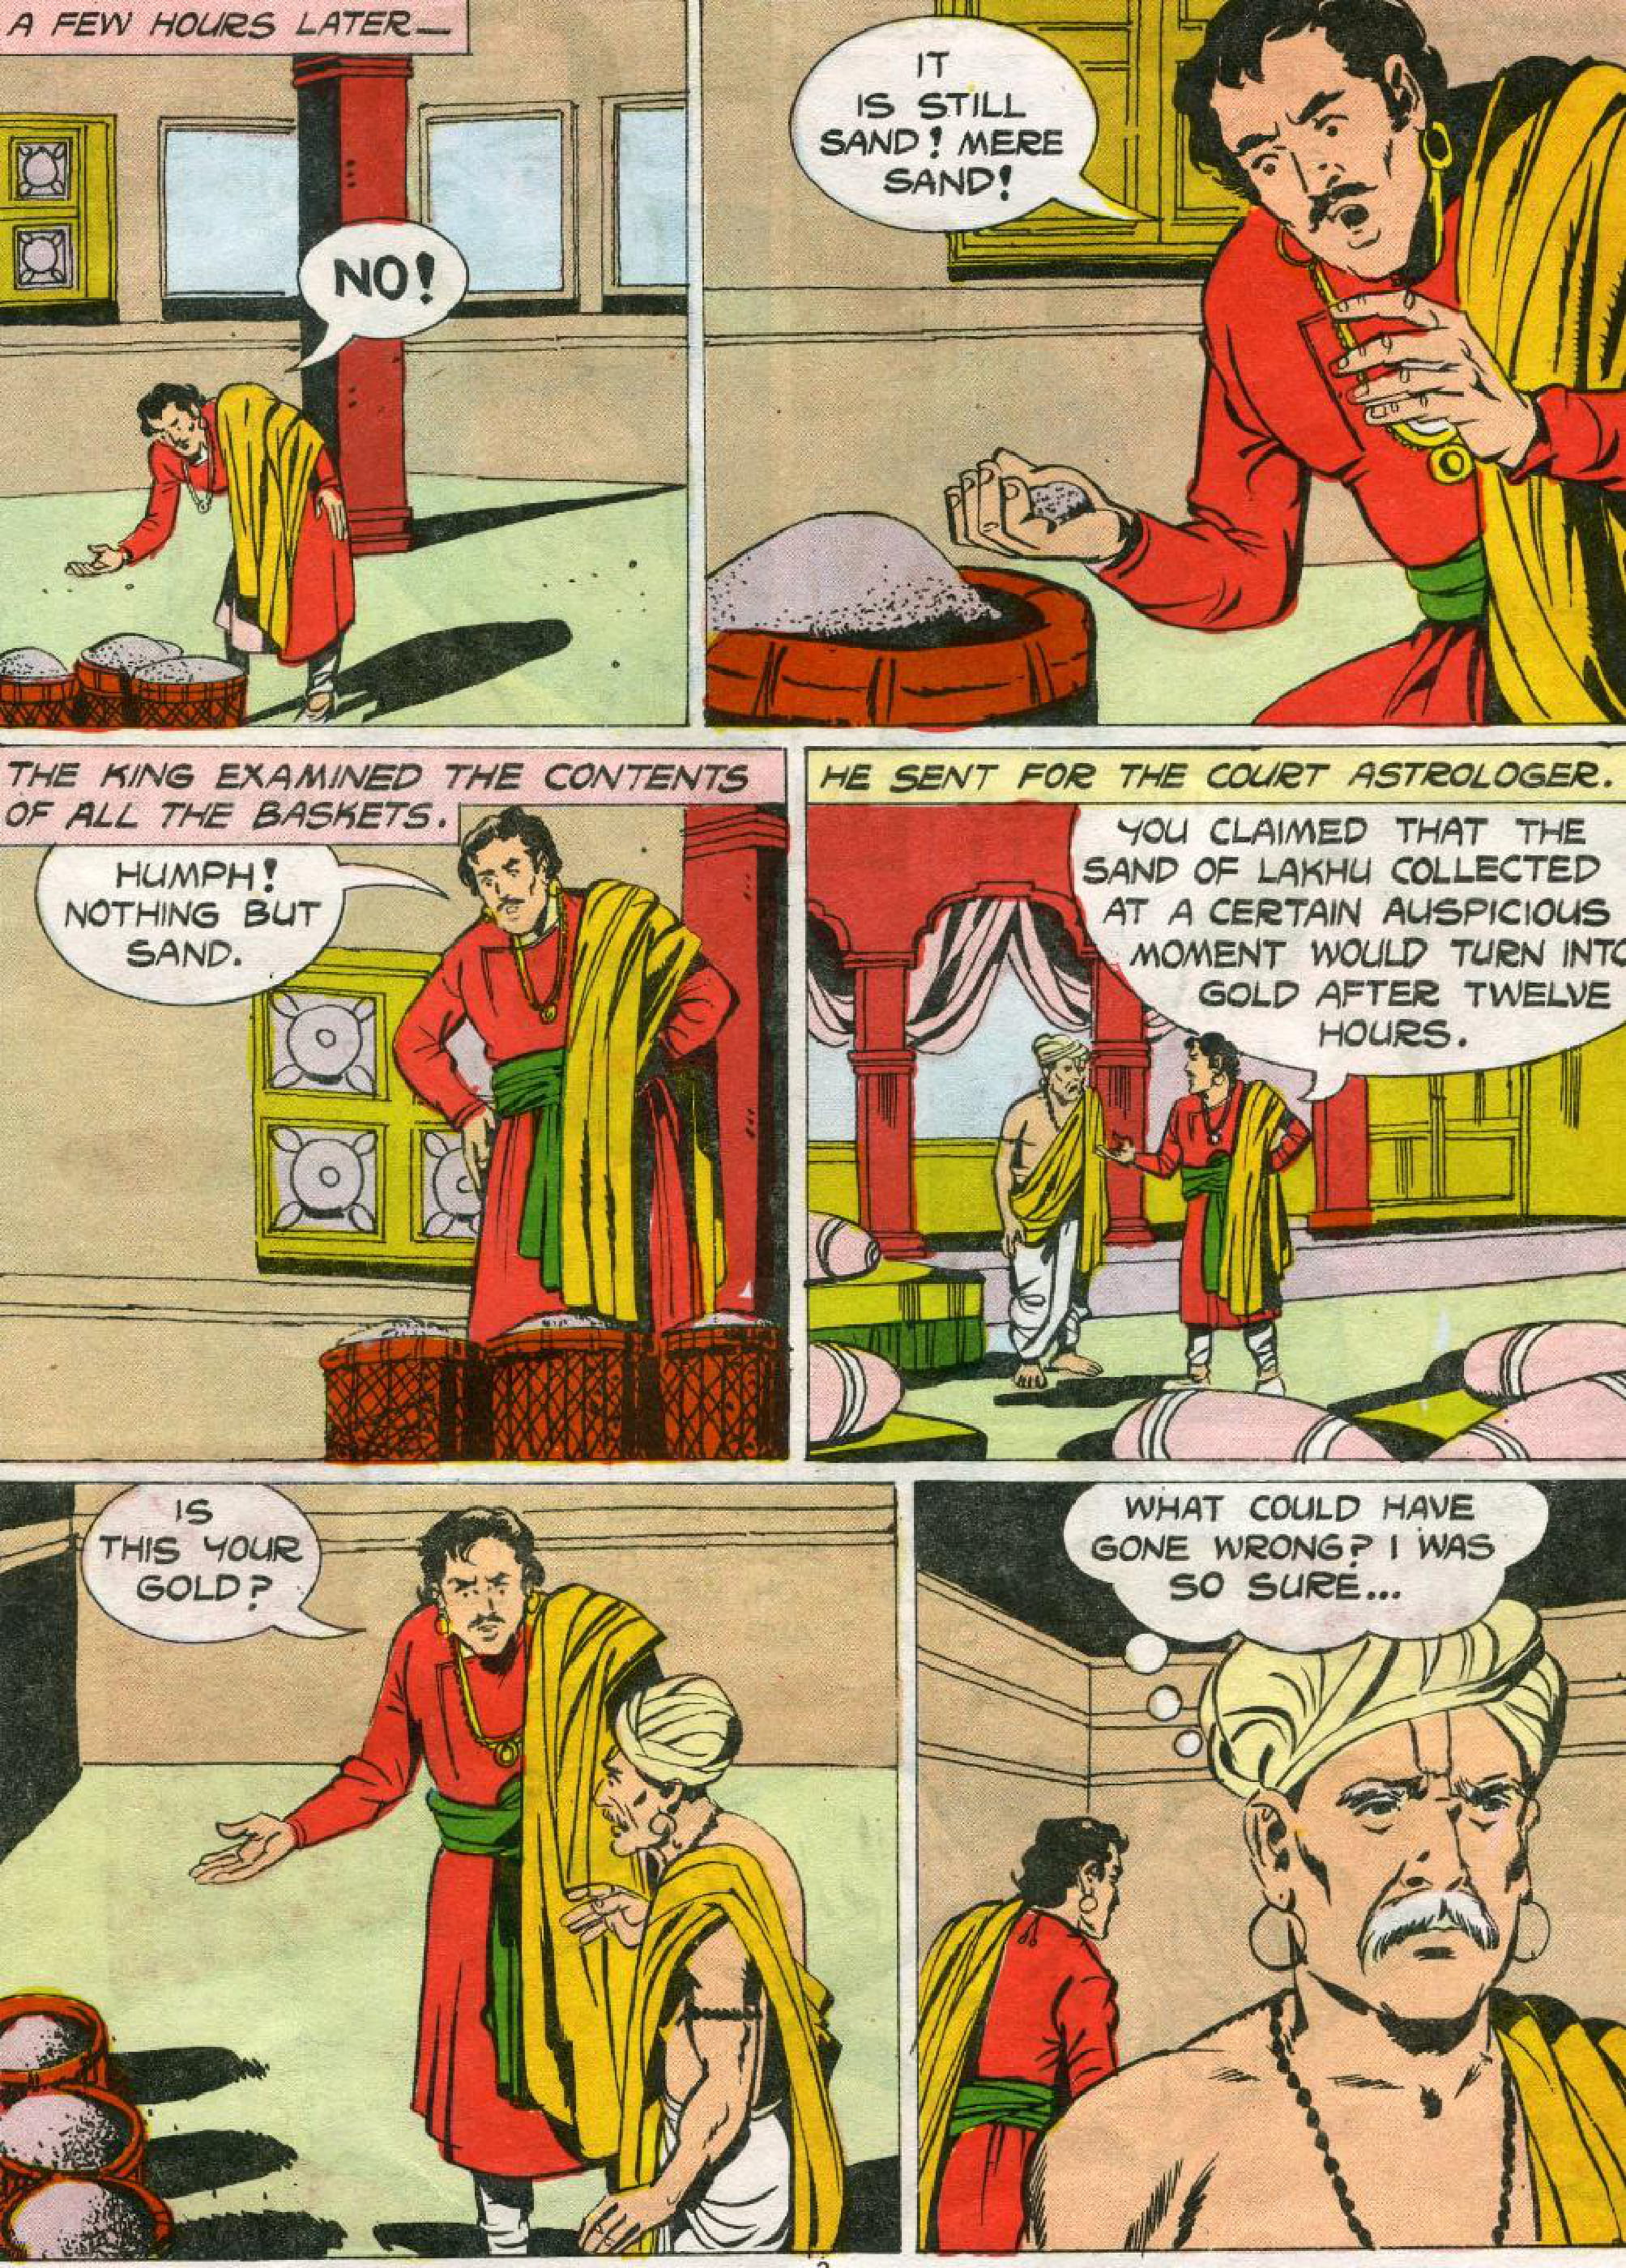 A FEW HOURS LATER—
NO!
IT
IS STILL
SAND! MERE
SAND!
THE KING EXAMINED THE CONTENTS
OF ALL THE BASKETS.
HUMPH!
NOTHING BUT
SAND.
HE SENT FOR THE COURT ASTROLOGER.
YOU CLAIMED THAT THE
SAND OF LAKHU COLLECTED
AT A CERTAIN AUSPICIOUS
MOMENT WOULD TURN INTO
GOLD AFTER TWELVE
HOURS.
IS
THIS YOUR
GOLD?
WHAT COULD HAVE
GONE WRONG? I WAS
SO SURE...